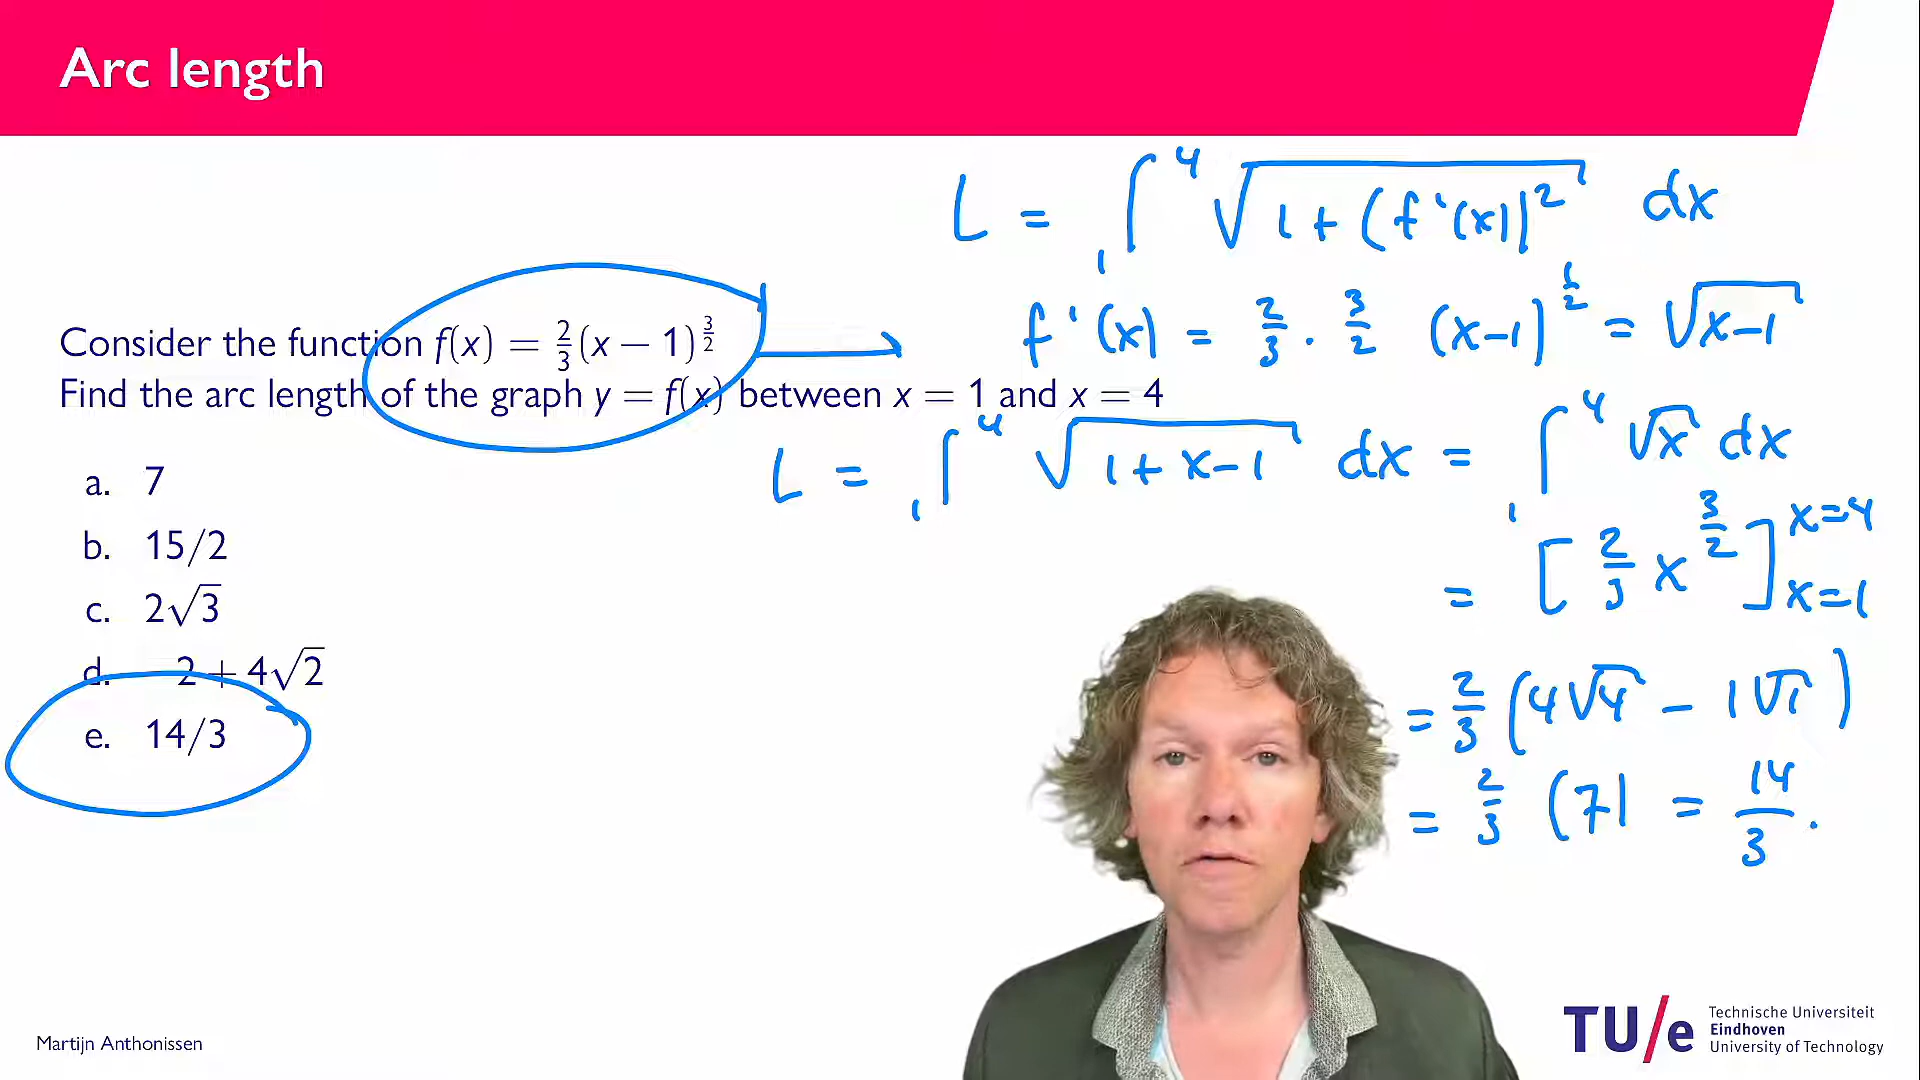 Arc length
L = ∫₁⁴ √(1 + (f'(x))²) dx
Consider the function f(x) = 2/3 (x − 1)^(3/2)
f'(x) = 2/3 · 3/2 (x−1)^(1/2) = √(x−1)
Find the arc length of the graph y = f(x) between x = 1 and x = 4
L = ∫₁⁴ √(1 + x−1) dx = ∫₁⁴ √x dx
a. 7
b. 15/2
= [2/3 x^(3/2)] x=4 x=1
c. 2√3
d. 2 + 4√2
= 2/3 (4√4 − 1√1)
e. 14/3
= 2/3 (7) = 14/3.
Martijn Anthonissen
TU/e Technische Universiteit
Eindhoven
University of Technology